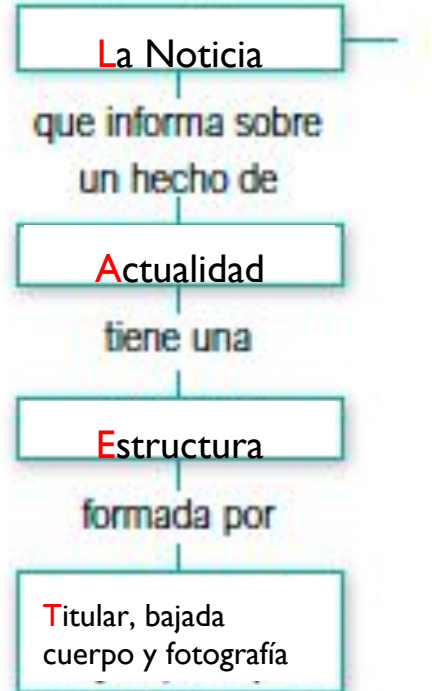 La Noticia
que informa sobre
un hecho de
Actualidad
tiene una
Estructura
formada por
Titular, bajada
cuerpo y fotografía